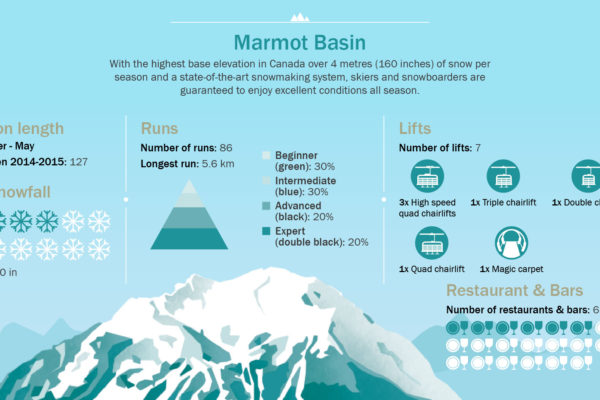 Marmot Basin
With the highest base elevation in Canada over 4 metres (160 inches) of snow per
season and a state-of-the-art snowmaking system, skiers and snowboarders are
guaranteed to enjoy excellent conditions all season.
on length
er - May
en 2014-2015: 127
nowfall
0 in
Runs
Number of runs: 86
Longest run: 5.6 km
Beginner
(green): 30%
Intermediate
(blue): 30%
Advanced
(black): 20%
Expert
(double black): 20%
Lifts
Number of lifts: 7
3x High speed
quad chairlifts
1x Triple chairlift
1x Double c
1x Quad chairlift
1x Magic carpet
Restaurant & Bars
Number of restaurants & bars: 6